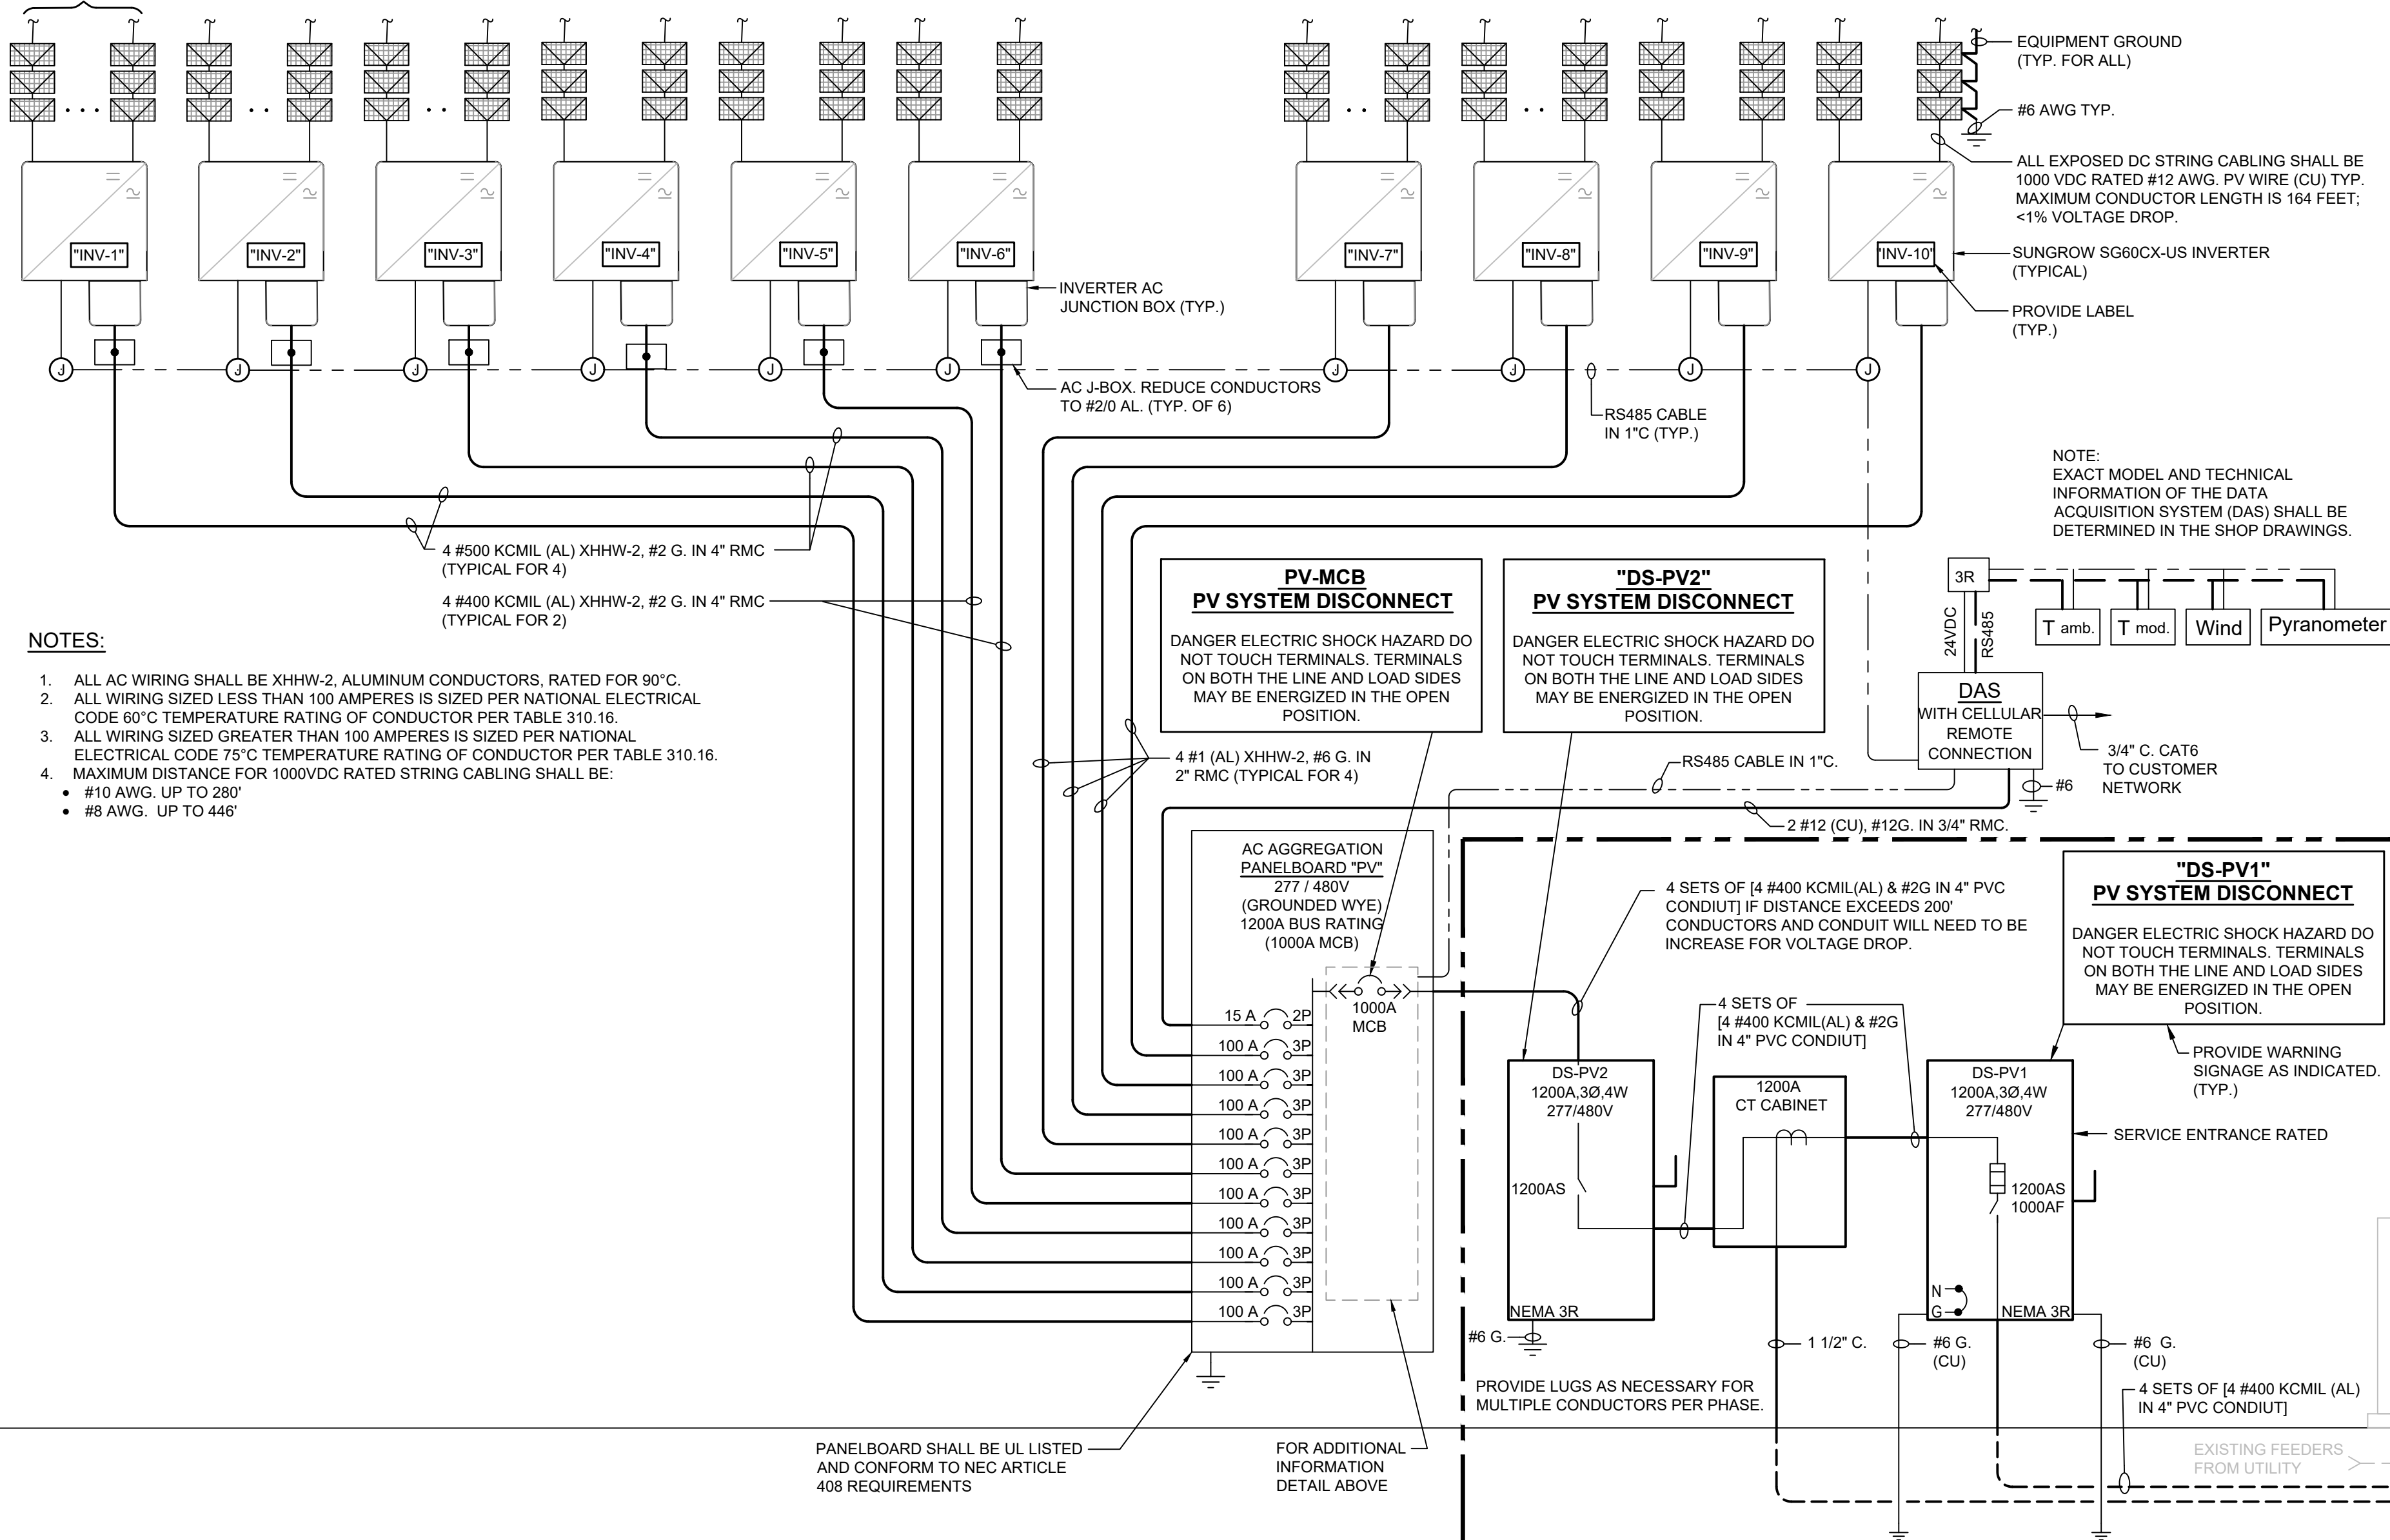 EQUIPMENT GROUND
(TYP. FOR ALL)
#6 AWG TYP.
ALL EXPOSED DC STRING CABLING SHALL BE
1000 VDC RATED #12 AWG. PV WIRE (CU) TYP.
MAXIMUM CONDUCTOR LENGTH IS 164 FEET;
<1% VOLTAGE DROP.
"INV-1"
"INV-2"
"INV-3"
"INV-4"
"INV-5"
"INV-6"
"INV-7"
"INV-8"
"INV-9"
"INV-10"
SUNGROW SG60CX-US INVERTER
(TYPICAL)
INVERTER AC
JUNCTION BOX (TYP.)
PROVIDE LABEL
(TYP.)
J
J
J
J
J
J
J
J
J
J
AC J-BOX. REDUCE CONDUCTORS
TO #2/0 AL. (TYP. OF 6)
RS485 CABLE
IN 1"C (TYP.)
NOTE:
EXACT MODEL AND TECHNICAL
INFORMATION OF THE DATA
ACQUISITION SYSTEM (DAS) SHALL BE
DETERMINED IN THE SHOP DRAWINGS.
4 #500 KCMIL (AL) XHHW-2, #2 G. IN 4" RMC
(TYPICAL FOR 4)
4 #400 KCMIL (AL) XHHW-2, #2 G. IN 4" RMC
(TYPICAL FOR 2)
PV-MCB
PV SYSTEM DISCONNECT
DANGER ELECTRIC SHOCK HAZARD DO
NOT TOUCH TERMINALS. TERMINALS
ON BOTH THE LINE AND LOAD SIDES
MAY BE ENERGIZED IN THE OPEN
POSITION.
"DS-PV2"
PV SYSTEM DISCONNECT
DANGER ELECTRIC SHOCK HAZARD DO
NOT TOUCH TERMINALS. TERMINALS
ON BOTH THE LINE AND LOAD SIDES
MAY BE ENERGIZED IN THE OPEN
POSITION.
3R
24VDC
RS485
T amb.
T mod.
Wind
Pyranometer
DAS
WITH CELLULAR
REMOTE
CONNECTION
3/4" C. CAT6
TO CUSTOMER
NETWORK
#6
NOTES:
1. ALL AC WIRING SHALL BE XHHW-2, ALUMINUM CONDUCTORS, RATED FOR 90°C.
2. ALL WIRING SIZED LESS THAN 100 AMPERES IS SIZED PER NATIONAL ELECTRICAL
CODE 60°C TEMPERATURE RATING OF CONDUCTOR PER TABLE 310.16.
3. ALL WIRING SIZED GREATER THAN 100 AMPERES IS SIZED PER NATIONAL
ELECTRICAL CODE 75°C TEMPERATURE RATING OF CONDUCTOR PER TABLE 310.16.
4. MAXIMUM DISTANCE FOR 1000VDC RATED STRING CABLING SHALL BE:
• #10 AWG. UP TO 280'
• #8 AWG. UP TO 446'
4 #1 (AL) XHHW-2, #6 G. IN
2" RMC (TYPICAL FOR 4)
RS485 CABLE IN 1"C.
2 #12 (CU), #12G. IN 3/4" RMC.
AC AGGREGATION
PANELBOARD "PV"
277 / 480V
(GROUNDED WYE)
1200A BUS RATING
(1000A MCB)
1000A
MCB
15 A 2P
100 A 3P
100 A 3P
100 A 3P
100 A 3P
100 A 3P
100 A 3P
100 A 3P
100 A 3P
100 A 3P
100 A 3P
4 SETS OF [4 #400 KCMIL(AL) & #2G IN 4" PVC
CONDIUT] IF DISTANCE EXCEEDS 200'
CONDUCTORS AND CONDUIT WILL NEED TO BE
INCREASE FOR VOLTAGE DROP.
"DS-PV1"
PV SYSTEM DISCONNECT
DANGER ELECTRIC SHOCK HAZARD DO
NOT TOUCH TERMINALS. TERMINALS
ON BOTH THE LINE AND LOAD SIDES
MAY BE ENERGIZED IN THE OPEN
POSITION.
4 SETS OF
[4 #400 KCMIL(AL) & #2G
IN 4" PVC CONDIUT]
PROVIDE WARNING
SIGNAGE AS INDICATED.
(TYP.)
DS-PV2
1200A,3Ø,4W
277/480V
1200AS
NEMA 3R
#6 G.
1200A
CT CABINET
DS-PV1
1200A,3Ø,4W
277/480V
SERVICE ENTRANCE RATED
1200AS
1000AF
N
G
NEMA 3R
1 1/2" C.
#6 G.
(CU)
#6 G.
(CU)
PROVIDE LUGS AS NECESSARY FOR
MULTIPLE CONDUCTORS PER PHASE.
4 SETS OF [4 #400 KCMIL (AL)
IN 4" PVC CONDIUT]
PANELBOARD SHALL BE UL LISTED
AND CONFORM TO NEC ARTICLE
408 REQUIREMENTS
FOR ADDITIONAL
INFORMATION
DETAIL ABOVE
EXISTING FEEDERS
FROM UTILITY